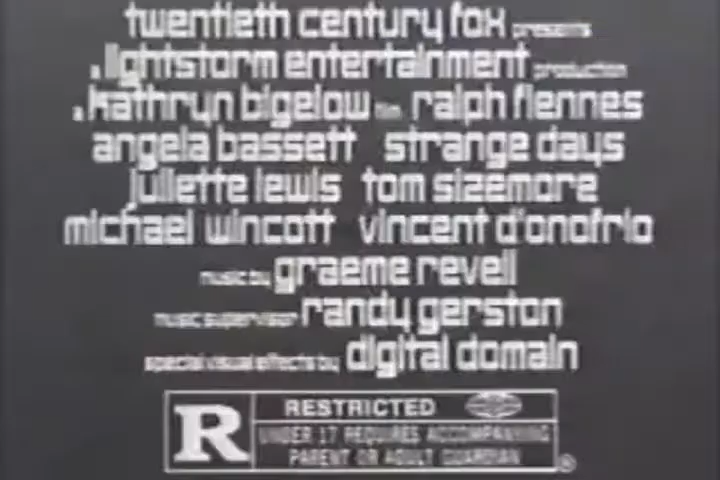 twentieth century fox presents
a lightstorm entertainment production
a kathryn bigelow film ralph fiennes
angela bassett strange days
juliette lewis tom sizemore
michael wincott vincent d'onofrio
music by graeme revell
music supervisor randy gerston
special visual effects by digital domain
R RESTRICTED
UNDER 17 REQUIRES ACCOMPANYING
PARENT OR ADULT GUARDIAN
®